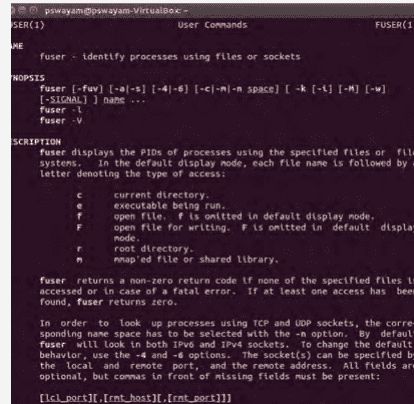 pswayam@pswayam-VirtualBox: ~
USER(1) User Commands FUSER(1)
AME
fuser - identify processes using files or sockets
YNOPSIS
fuser [-fuv] [-a|-s] [-4|-6] [-c|-m|-n space] [ -k [-i] [-M] [-w]
[-SIGNAL] ] name ...
fuser -l
fuser -V
ESCRIPTION
fuser displays the PIDs of processes using the specified files or file
systems. In the default display mode, each file name is followed by a
letter denoting the type of access:
c current directory.
e executable being run.
f open file. f is omitted in default display mode.
F open file for writing. F is omitted in default displa
mode.
r root directory.
m mmap'ed file or shared library.
fuser returns a non-zero return code if none of the specified files i
accessed or in case of a fatal error. If at least one access has bee
found, fuser returns zero.
In order to look up processes using TCP and UDP sockets, the corre-
sponding name space has to be selected with the -n option. By defaul
fuser will look in both IPv6 and IPv4 sockets. To change the default
behavior, use the -4 and -6 options. The socket(s) can be specified b
the local and remote port, and the remote address. All fields ar
optional, but commas in front of missing fields must be present:
[lcl_port][,[rmt_host][,[rmt_port]]]